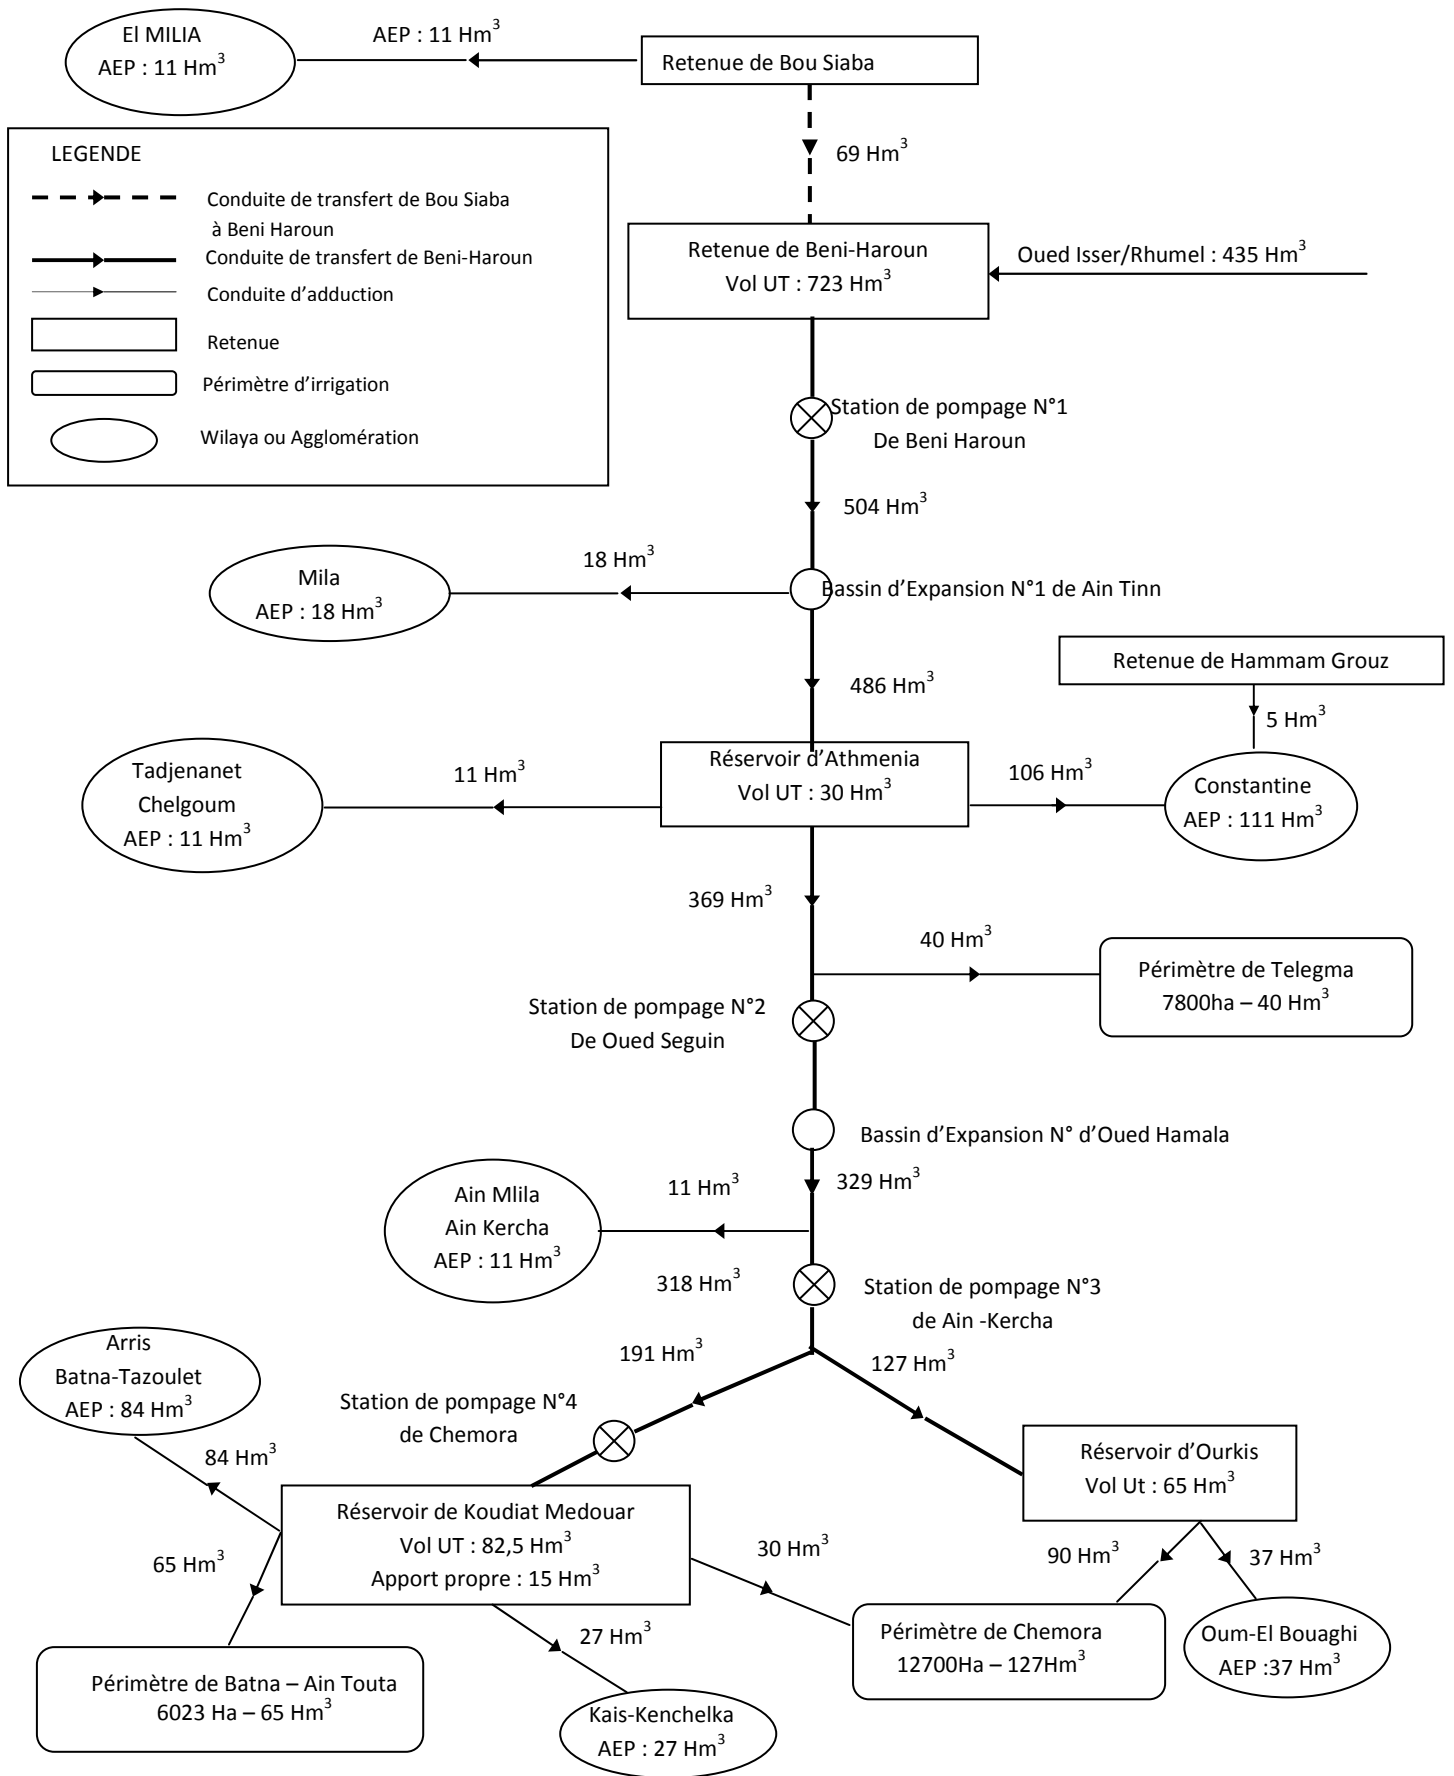 El MILIA
AEP : 11 Hm³
AEP : 11 Hm³
Retenue de Bou Siaba
69 Hm³
LEGENDE
Conduite de transfert de Bou Siaba
à Beni Haroun
Conduite de transfert de Beni-Haroun
Conduite d’adduction
Retenue
Périmètre d’irrigation
Wilaya ou Agglomération
Retenue de Beni-Haroun
Vol UT : 723 Hm³
Oued Isser/Rhumel : 435 Hm³
Station de pompage N°1
De Beni Haroun
504 Hm³
Mila
AEP : 18 Hm³
18 Hm³
Bassin d’Expansion N°1 de Ain Tinn
486 Hm³
Retenue de Hammam Grouz
5 Hm³
Tadjenanet
Chelgoum
AEP : 11 Hm³
11 Hm³
Réservoir d’Athmenia
Vol UT : 30 Hm³
106 Hm³
Constantine
AEP : 111 Hm³
369 Hm³
40 Hm³
Périmètre de Telegma
7800ha – 40 Hm³
Station de pompage N°2
De Oued Seguin
Bassin d’Expansion N° d’Oued Hamala
329 Hm³
Ain Mlila
Ain Kercha
AEP : 11 Hm³
11 Hm³
318 Hm³
Station de pompage N°3
de Ain -Kercha
191 Hm³
127 Hm³
Arris
Batna-Tazoulet
AEP : 84 Hm³
84 Hm³
Station de pompage N°4
de Chemora
Réservoir d’Ourkis
Vol Ut : 65 Hm³
Réservoir de Koudiat Medouar
Vol UT : 82,5 Hm³
Apport propre : 15 Hm³
65 Hm³
30 Hm³
90 Hm³
37 Hm³
27 Hm³
Périmètre de Chemora
12700Ha – 127Hm³
Oum-El Bouaghi
AEP :37 Hm³
Périmètre de Batna – Ain Touta
6023 Ha – 65 Hm³
Kais-Kenchelka
AEP : 27 Hm³